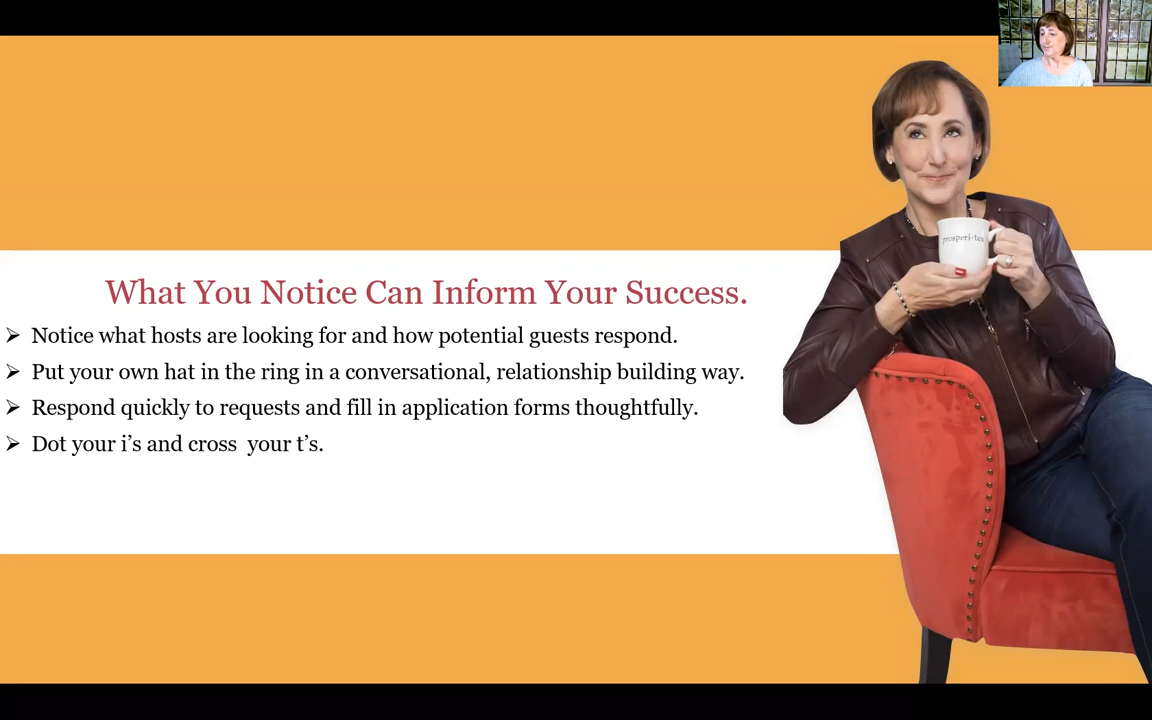 What You Notice Can Inform Your Success.
➢ Notice what hosts are looking for and how potential guests respond.
➢ Put your own hat in the ring in a conversational, relationship building way.
➢ Respond quickly to requests and fill in application forms thoughtfully.
➢ Dot your i’s and cross  your t’s.
prosperi•tea